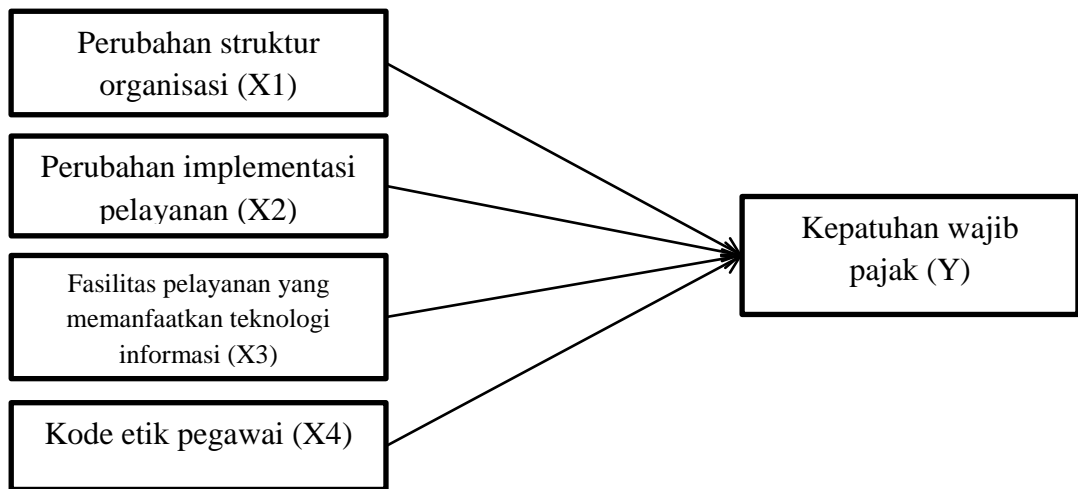 Perubahan struktur
organisasi (X1)
Perubahan implementasi
pelayanan (X2)
Fasilitas pelayanan yang
memanfaatkan teknologi
informasi (X3)
Kode etik pegawai (X4)
Kepatuhan wajib
pajak (Y)